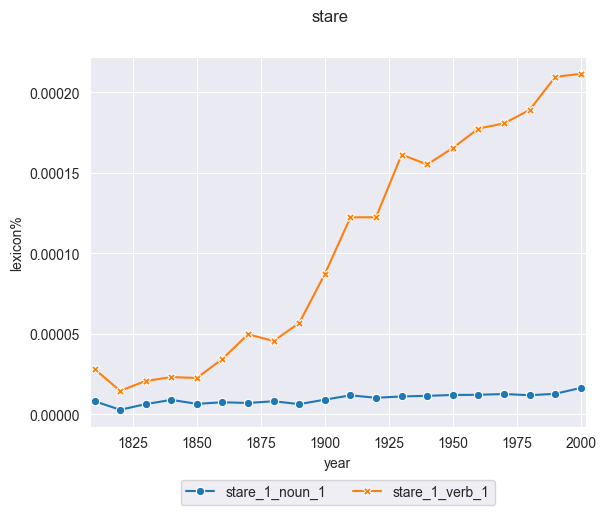 stare
0.00020
0.00015
0.00010
0.00005
0.00000
lexicon%
1825 1850 1875 1900 1925 1950 1975 2000
year
stare_1_noun_1 stare_1_verb_1